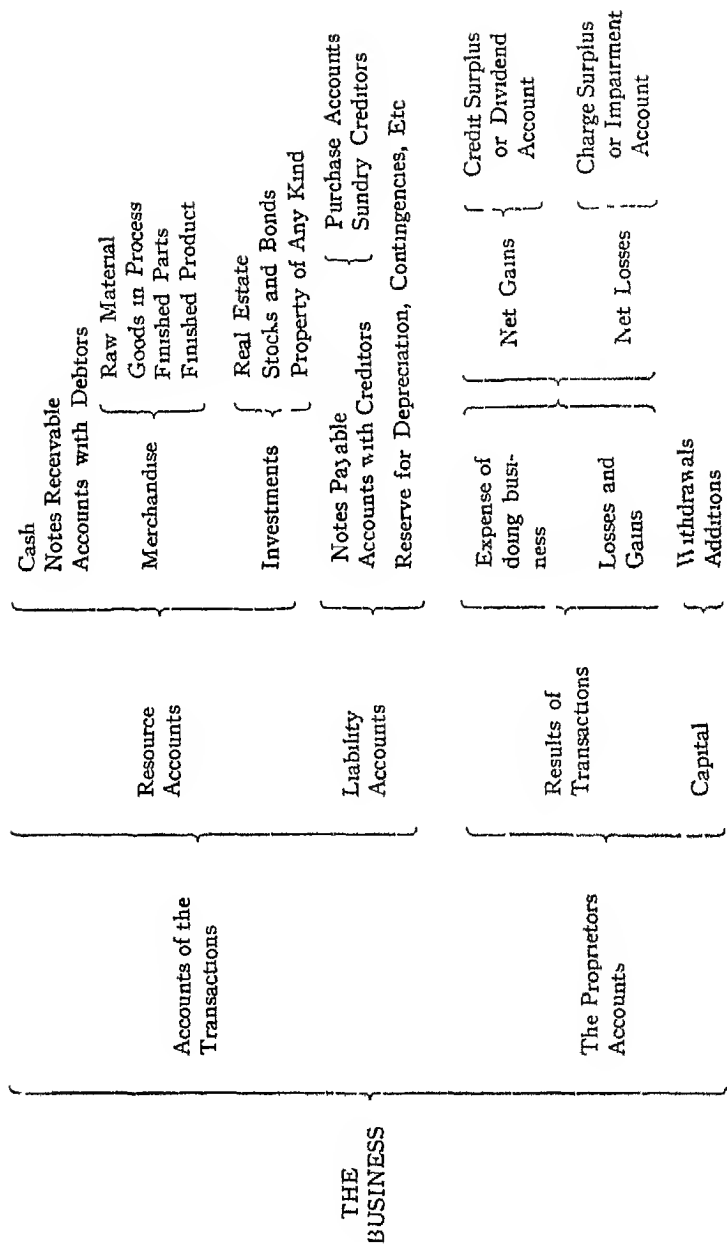 THE
BUSINESS
Accounts of the
Transactions
Resource
Accounts
Cash
Notes Receivable
Accounts with Debtors
Merchandise
Raw Material
Goods in Process
Finished Parts
Finished Product
Investments
Real Estate
Stocks and Bonds
Property of Any Kind
Liability
Accounts
Notes Payable
Accounts with Creditors
Purchase Accounts
Sundry Creditors
Reserve for Depreciation, Contingencies, Etc
The Proprietors
Accounts
Results of
Transactions
Expense of
doing busi-
ness
Losses and
Gains
Net Gains
Credit Surplus
or Dividend
Account
Net Losses
Charge Surplus
or Impairment
Account
Capital
Withdrawals
Additions